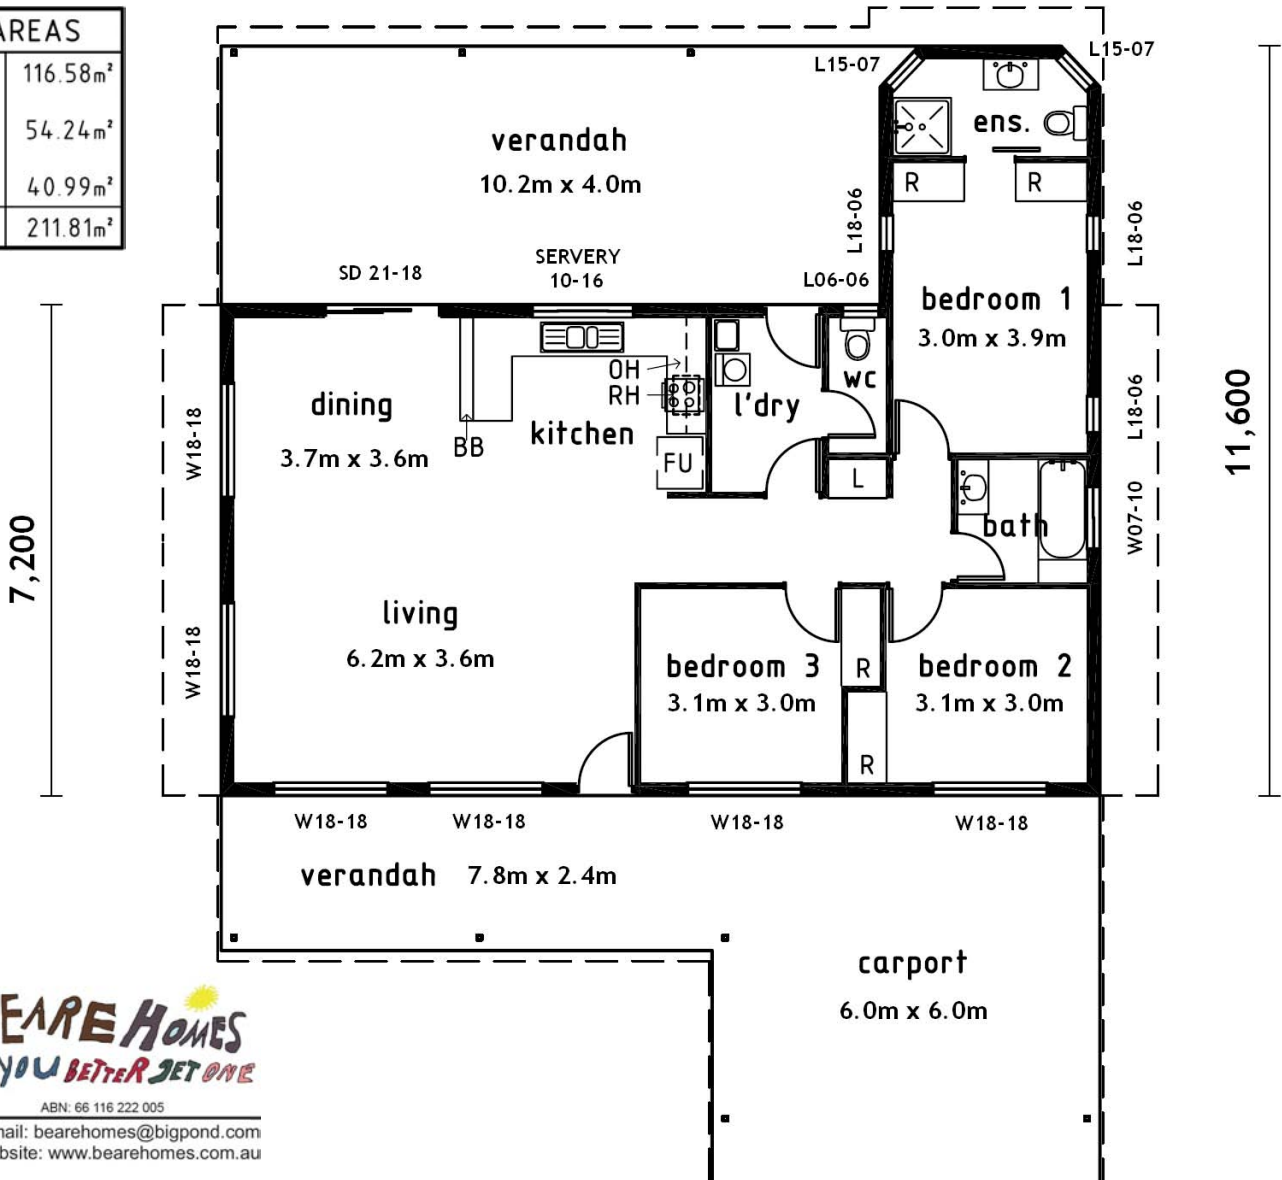 AREAS
116.58m²
54.24m²
40.99m²
211.81m²
L15-07
L15-07
ens.
verandah
10.2m x 4.0m
R
R
L18-06
L18-06
SERVERY
10-16
SD 21-18
L06-06
bedroom 1
3.0m x 3.9m
OH
RH
wc
dining
3.7m x 3.6m
W18-18
BB
kitchen
l'dry
FU
L
L18-06
11,600
W07-10
bath
7,200
living
6.2m x 3.6m
W18-18
bedroom 3
3.1m x 3.0m
R
bedroom 2
3.1m x 3.0m
R
W18-18
W18-18
W18-18
W18-18
verandah 7.8m x 2.4m
carport
6.0m x 6.0m
EARE HOMES
YOU BETTER GET ONE
ABN: 66 116 222 005
nail: bearehomes@bigpond.com
bsite: www.bearehomes.com.au